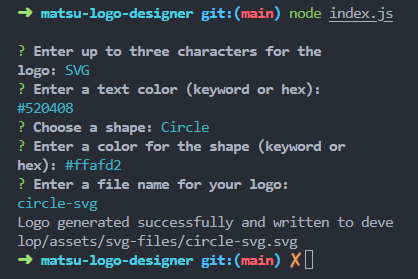 ➜ matsu-logo-designer git:(main) node index.js
? Enter up to three characters for the
logo: SVG
? Enter a text color (keyword or hex):
#520408
? Choose a shape: Circle
? Enter a color for the shape (keyword or
hex): #ffafd2
? Enter a file name for your logo:
circle-svg
Logo generated successfully and written to deve
lop/assets/svg-files/circle-svg.svg
➜ matsu-logo-designer git:(main) ✗